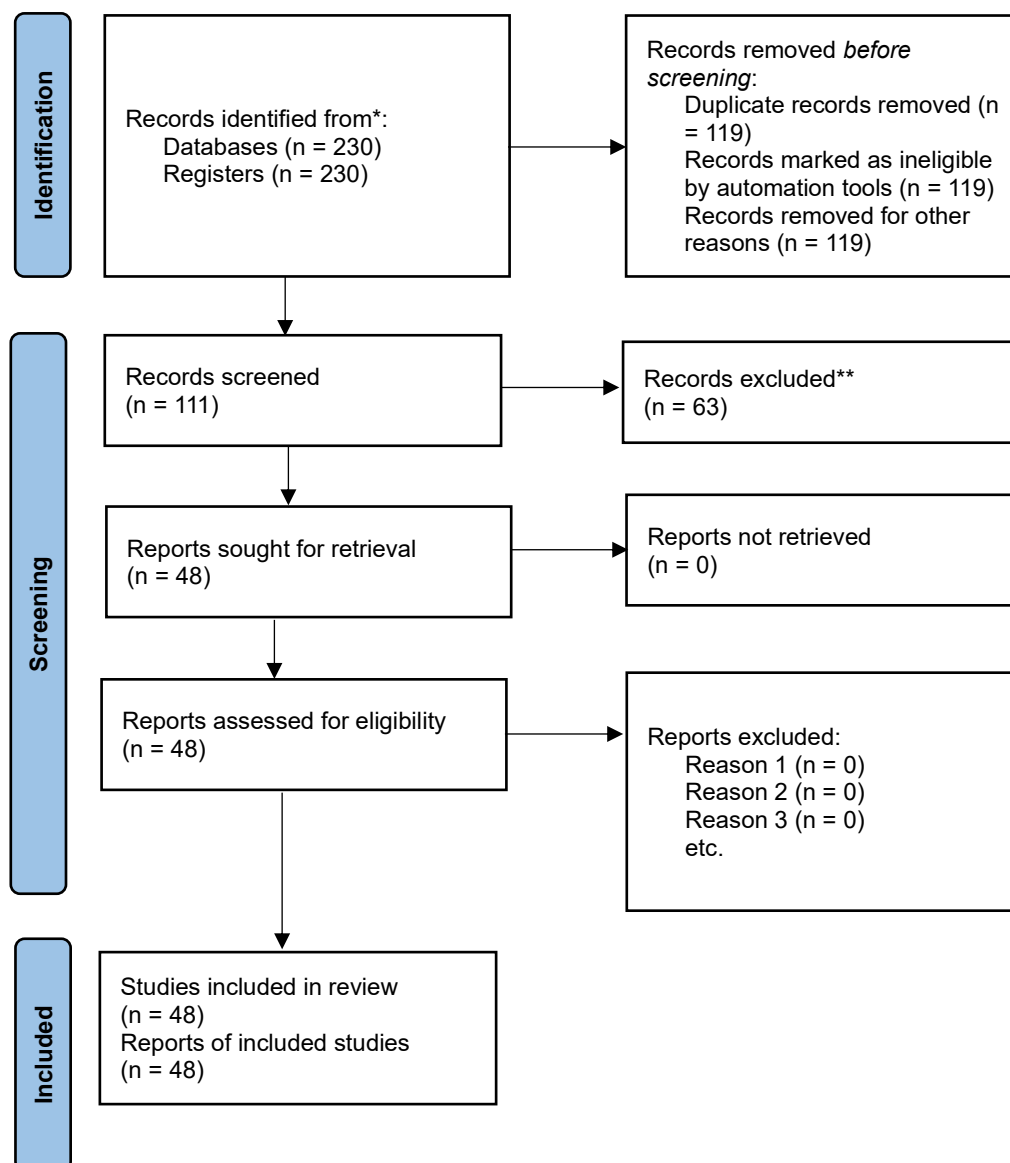 Identification
Records identified from*:
Databases (n = 230)
Registers (n = 230)
Records removed before
screening:
Duplicate records removed (n
= 119)
Records marked as ineligible
by automation tools (n = 119)
Records removed for other
reasons (n = 119)
Screening
Records screened
(n = 111)
Records excluded**
(n = 63)
Reports sought for retrieval
(n = 48)
Reports not retrieved
(n = 0)
Reports assessed for eligibility
(n = 48)
Reports excluded:
Reason 1 (n = 0)
Reason 2 (n = 0)
Reason 3 (n = 0)
etc.
Included
Studies included in review
(n = 48)
Reports of included studies
(n = 48)